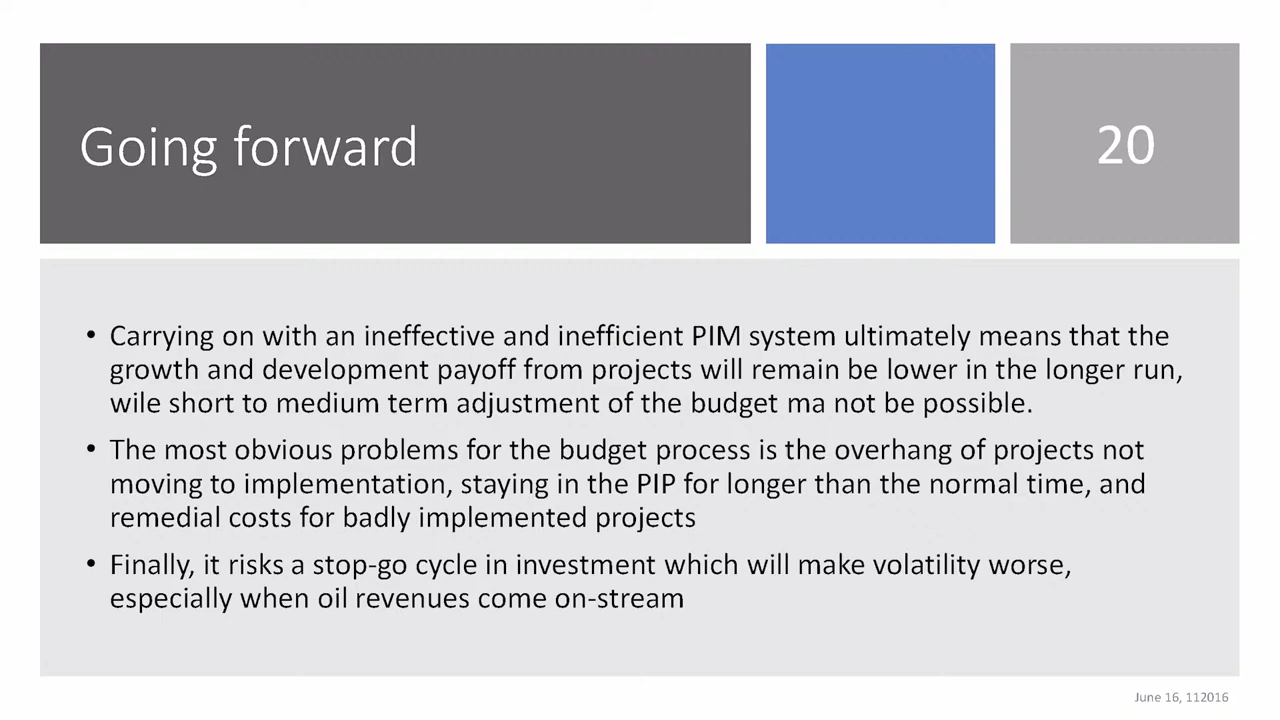 Going forward
20
• Carrying on with an ineffective and inefficient PIM system ultimately means that the
growth and development payoff from projects will remain be lower in the longer run,
wile short to medium term adjustment of the budget ma not be possible.
• The most obvious problems for the budget process is the overhang of projects not
moving to implementation, staying in the PIP for longer than the normal time, and
remedial costs for badly implemented projects
• Finally, it risks a stop-go cycle in investment which will make volatility worse,
especially when oil revenues come on-stream
June 16, 112016